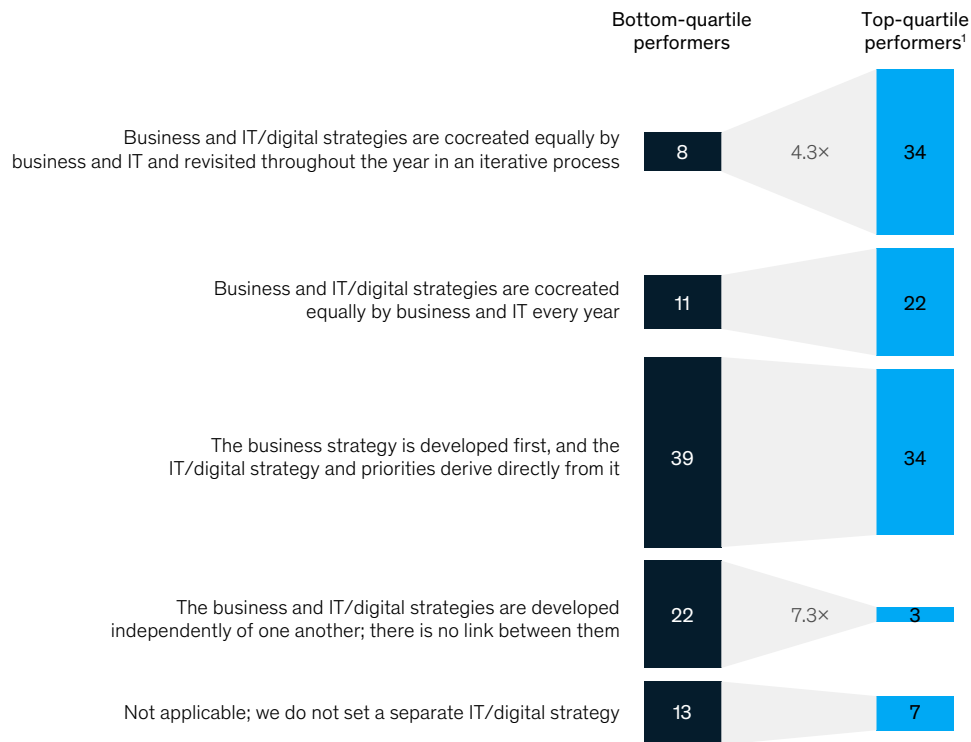 Bottom-quartile
performers
Top-quartile
performers¹
Business and IT/digital strategies are cocreated equally by
business and IT and revisited throughout the year in an iterative process
8
4.3×
34
Business and IT/digital strategies are cocreated
equally by business and IT every year
11
22
The business strategy is developed first, and the
IT/digital strategy and priorities derive directly from it
39
34
The business and IT/digital strategies are developed
independently of one another; there is no link between them
22
7.3×
3
Not applicable; we do not set a separate IT/digital strategy
13
7